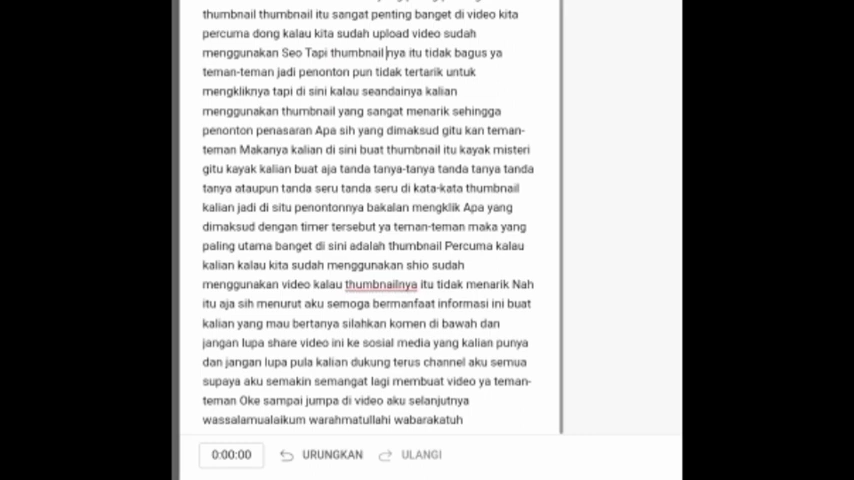 thumbnail thumbnail itu sangat penting banget di video kita
percuma dong kalau kita sudah upload video sudah
menggunakan Seo Tapi thumbnail nya itu tidak bagus ya
teman-teman jadi penonton pun tidak tertarik untuk
mengkliknya tapi di sini kalau seandainya kalian
menggunakan thumbnail yang sangat menarik sehingga
penonton penasaran Apa sih yang dimaksud gitu kan teman-
teman Makanya kalian di sini buat thumbnail itu kayak misteri
gitu kayak kalian buat aja tanda tanya-tanya tanda tanya tanda
tanya ataupun tanda seru tanda seru di kata-kata thumbnail
kalian jadi di situ penontonnya bakalan mengklik Apa yang
dimaksud dengan timer tersebut ya teman-teman maka yang
paling utama banget di sini adalah thumbnail Percuma kalau
kalian kalau kita sudah menggunakan shio sudah
menggunakan video kalau thumbnailnya itu tidak menarik Nah
itu aja sih menurut aku semoga bermanfaat informasi ini buat
kalian yang mau bertanya silahkan komen di bawah dan
jangan lupa share video ini ke sosial media yang kalian punya
dan jangan lupa pula kalian dukung terus channel aku semua
supaya aku semakin semangat lagi membuat video ya teman-
teman Oke sampai jumpa di video aku selanjutnya
wassalamualaikum warahmatullahi wabarakatuh
0:00:00 URUNGKAN ULANGI